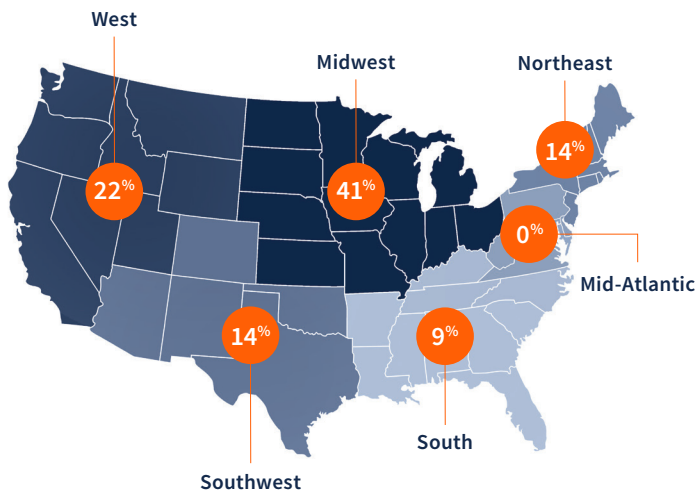 West
Midwest
Northeast
14%
22%
41%
0%
Mid-Atlantic
14%
9%
South
Southwest